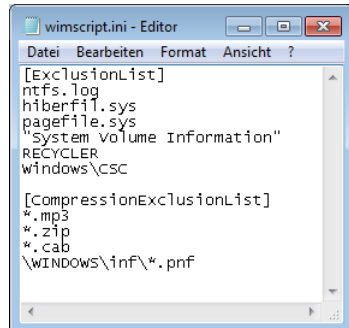 wimscript.ini - Editor
Datei Bearbeiten Format Ansicht ?
[ExclusionList]
ntfs.log
hiberfil.sys
pagefile.sys
"System Volume Information"
RECYCLER
Windows\CSC
[CompressionExclusionList]
*.mp3
*.zip
*.cab
\WINDOWS\inf\*.pnf